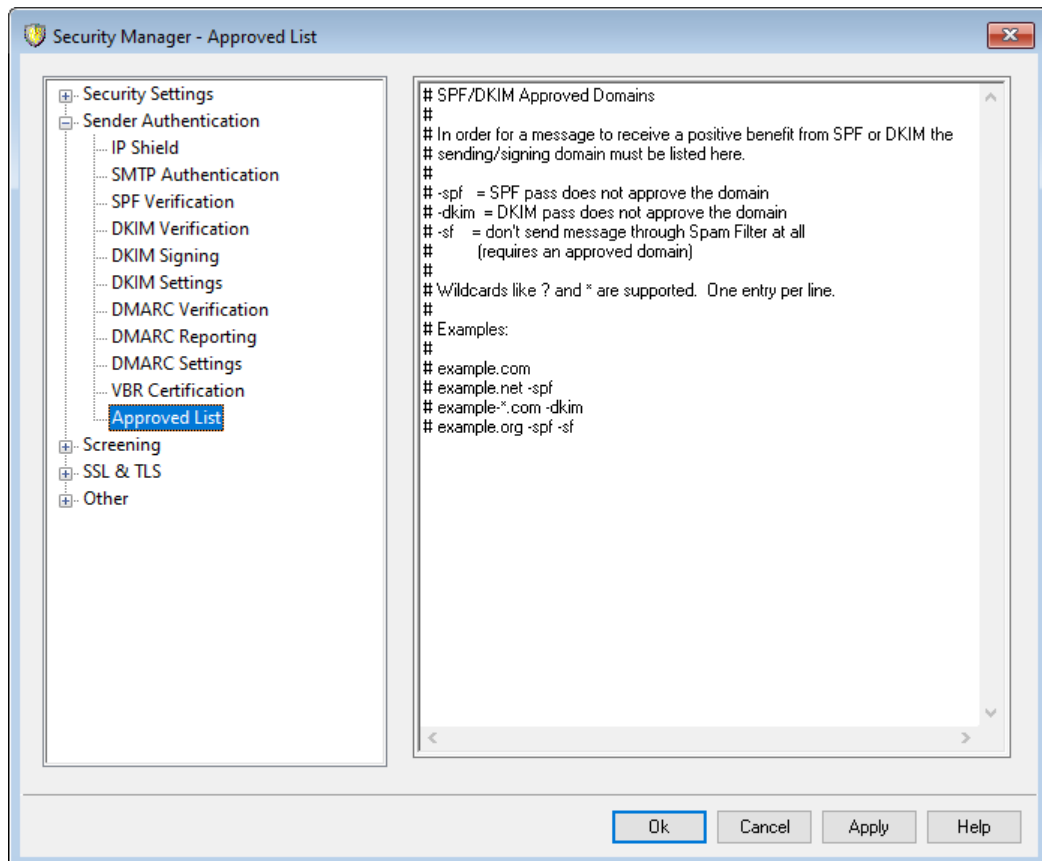 Security Manager - Approved List
Security Settings
Sender Authentication
IP Shield
SMTP Authentication
SPF Verification
DKIM Verification
DKIM Signing
DKIM Settings
DMARC Verification
DMARC Reporting
DMARC Settings
VBR Certification
Approved List
Screening
SSL & TLS
Other
# SPF/DKIM Approved Domains
#
# In order for a message to receive a positive benefit from SPF or DKIM the
# sending/signing domain must be listed here.
#
# -spf = SPF pass does not approve the domain
# -dkim = DKIM pass does not approve the domain
# -sf = don't send message through Spam Filter at all
# (requires an approved domain)
#
# Wildcards like ? and * are supported. One entry per line.
#
# Examples:
#
# example.com
# example.net -spf
# example-*.com -dkim
# example.org -spf -sf
Ok Cancel Apply Help